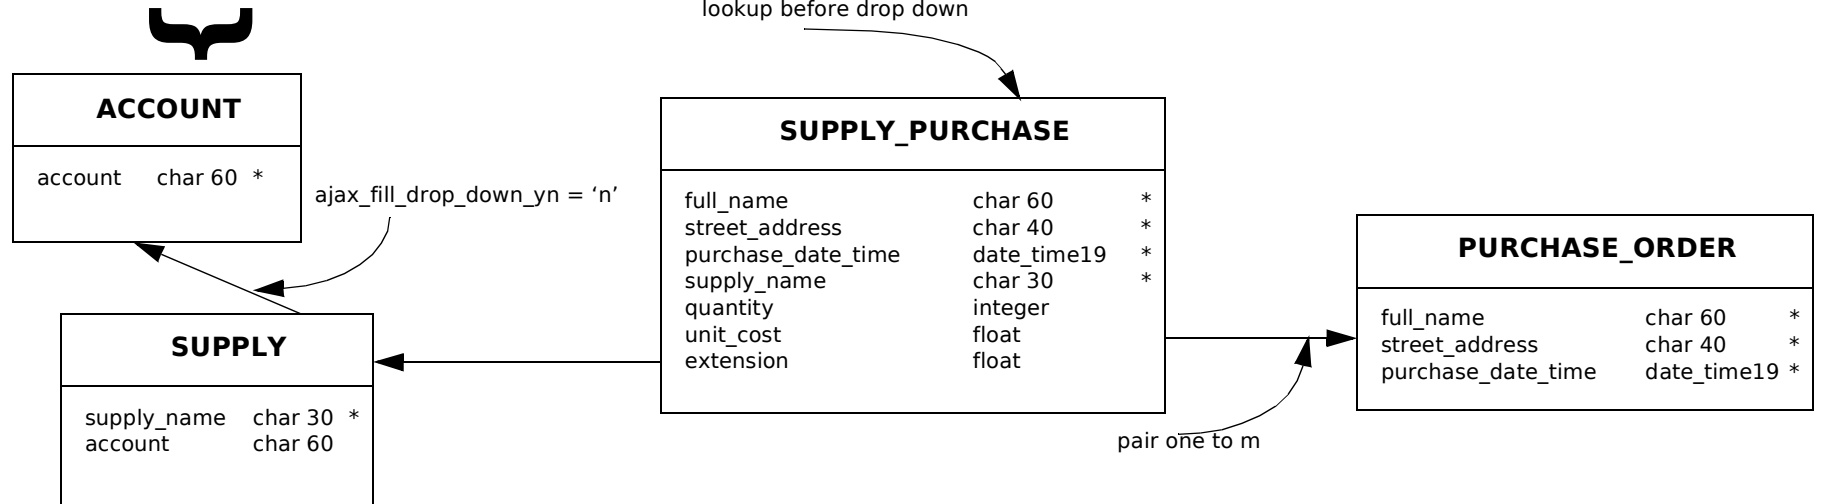 lookup before drop down
ACCOUNT
account char 60 *
ajax_fill_drop_down_yn = ‘n’
SUPPLY
supply_name char 30 *
account char 60
SUPPLY_PURCHASE
full_name char 60 *
street_address char 40 *
purchase_date_time date_time19 *
supply_name char 30 *
quantity integer
unit_cost float
extension float
pair one to m
PURCHASE_ORDER
full_name char 60 *
street_address char 40 *
purchase_date_time date_time19 *